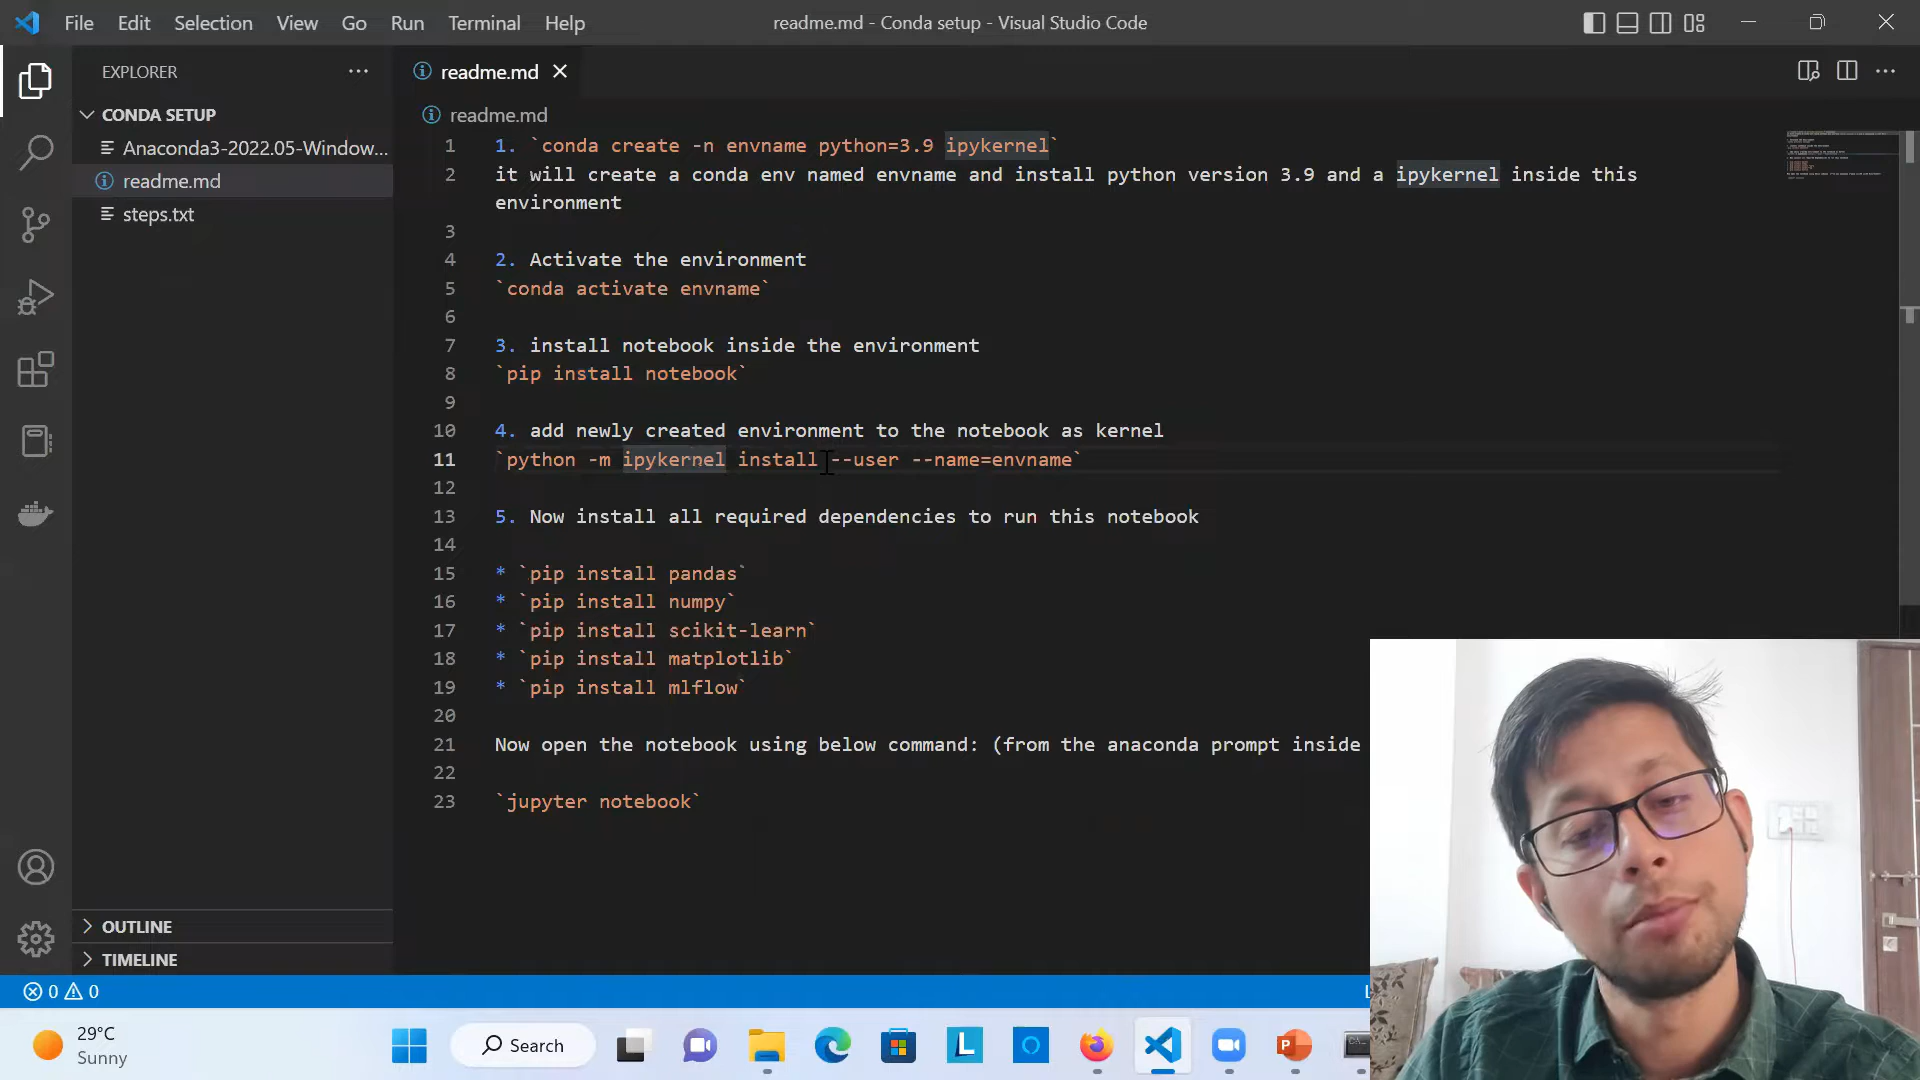 File Edit Selection View Go Run Terminal Help
readme.md - Conda setup - Visual Studio Code
EXPLORER
readme.md
CONDA SETUP
readme.md
Anaconda3-2022.05-Window...
readme.md
steps.txt
1 1. `conda create -n envname python=3.9 ipykernel`
2 it will create a conda env named envname and install python version 3.9 and a ipykernel inside this
environment
3
4 2. Activate the environment
5 `conda activate envname`
6
7 3. install notebook inside the environment
8 `pip install notebook`
9
10 4. add newly created environment to the notebook as kernel
11 `python -m ipykernel install --user --name=envname`
12
13 5. Now install all required dependencies to run this notebook
14
15 * `pip install pandas`
16 * `pip install numpy`
17 * `pip install scikit-learn`
18 * `pip install matplotlib`
19 * `pip install mlflow`
20
21 Now open the notebook using below command: (from the anaconda prompt inside
22
23 `jupyter notebook`
OUTLINE
TIMELINE
0 0
29°C
Sunny
Search